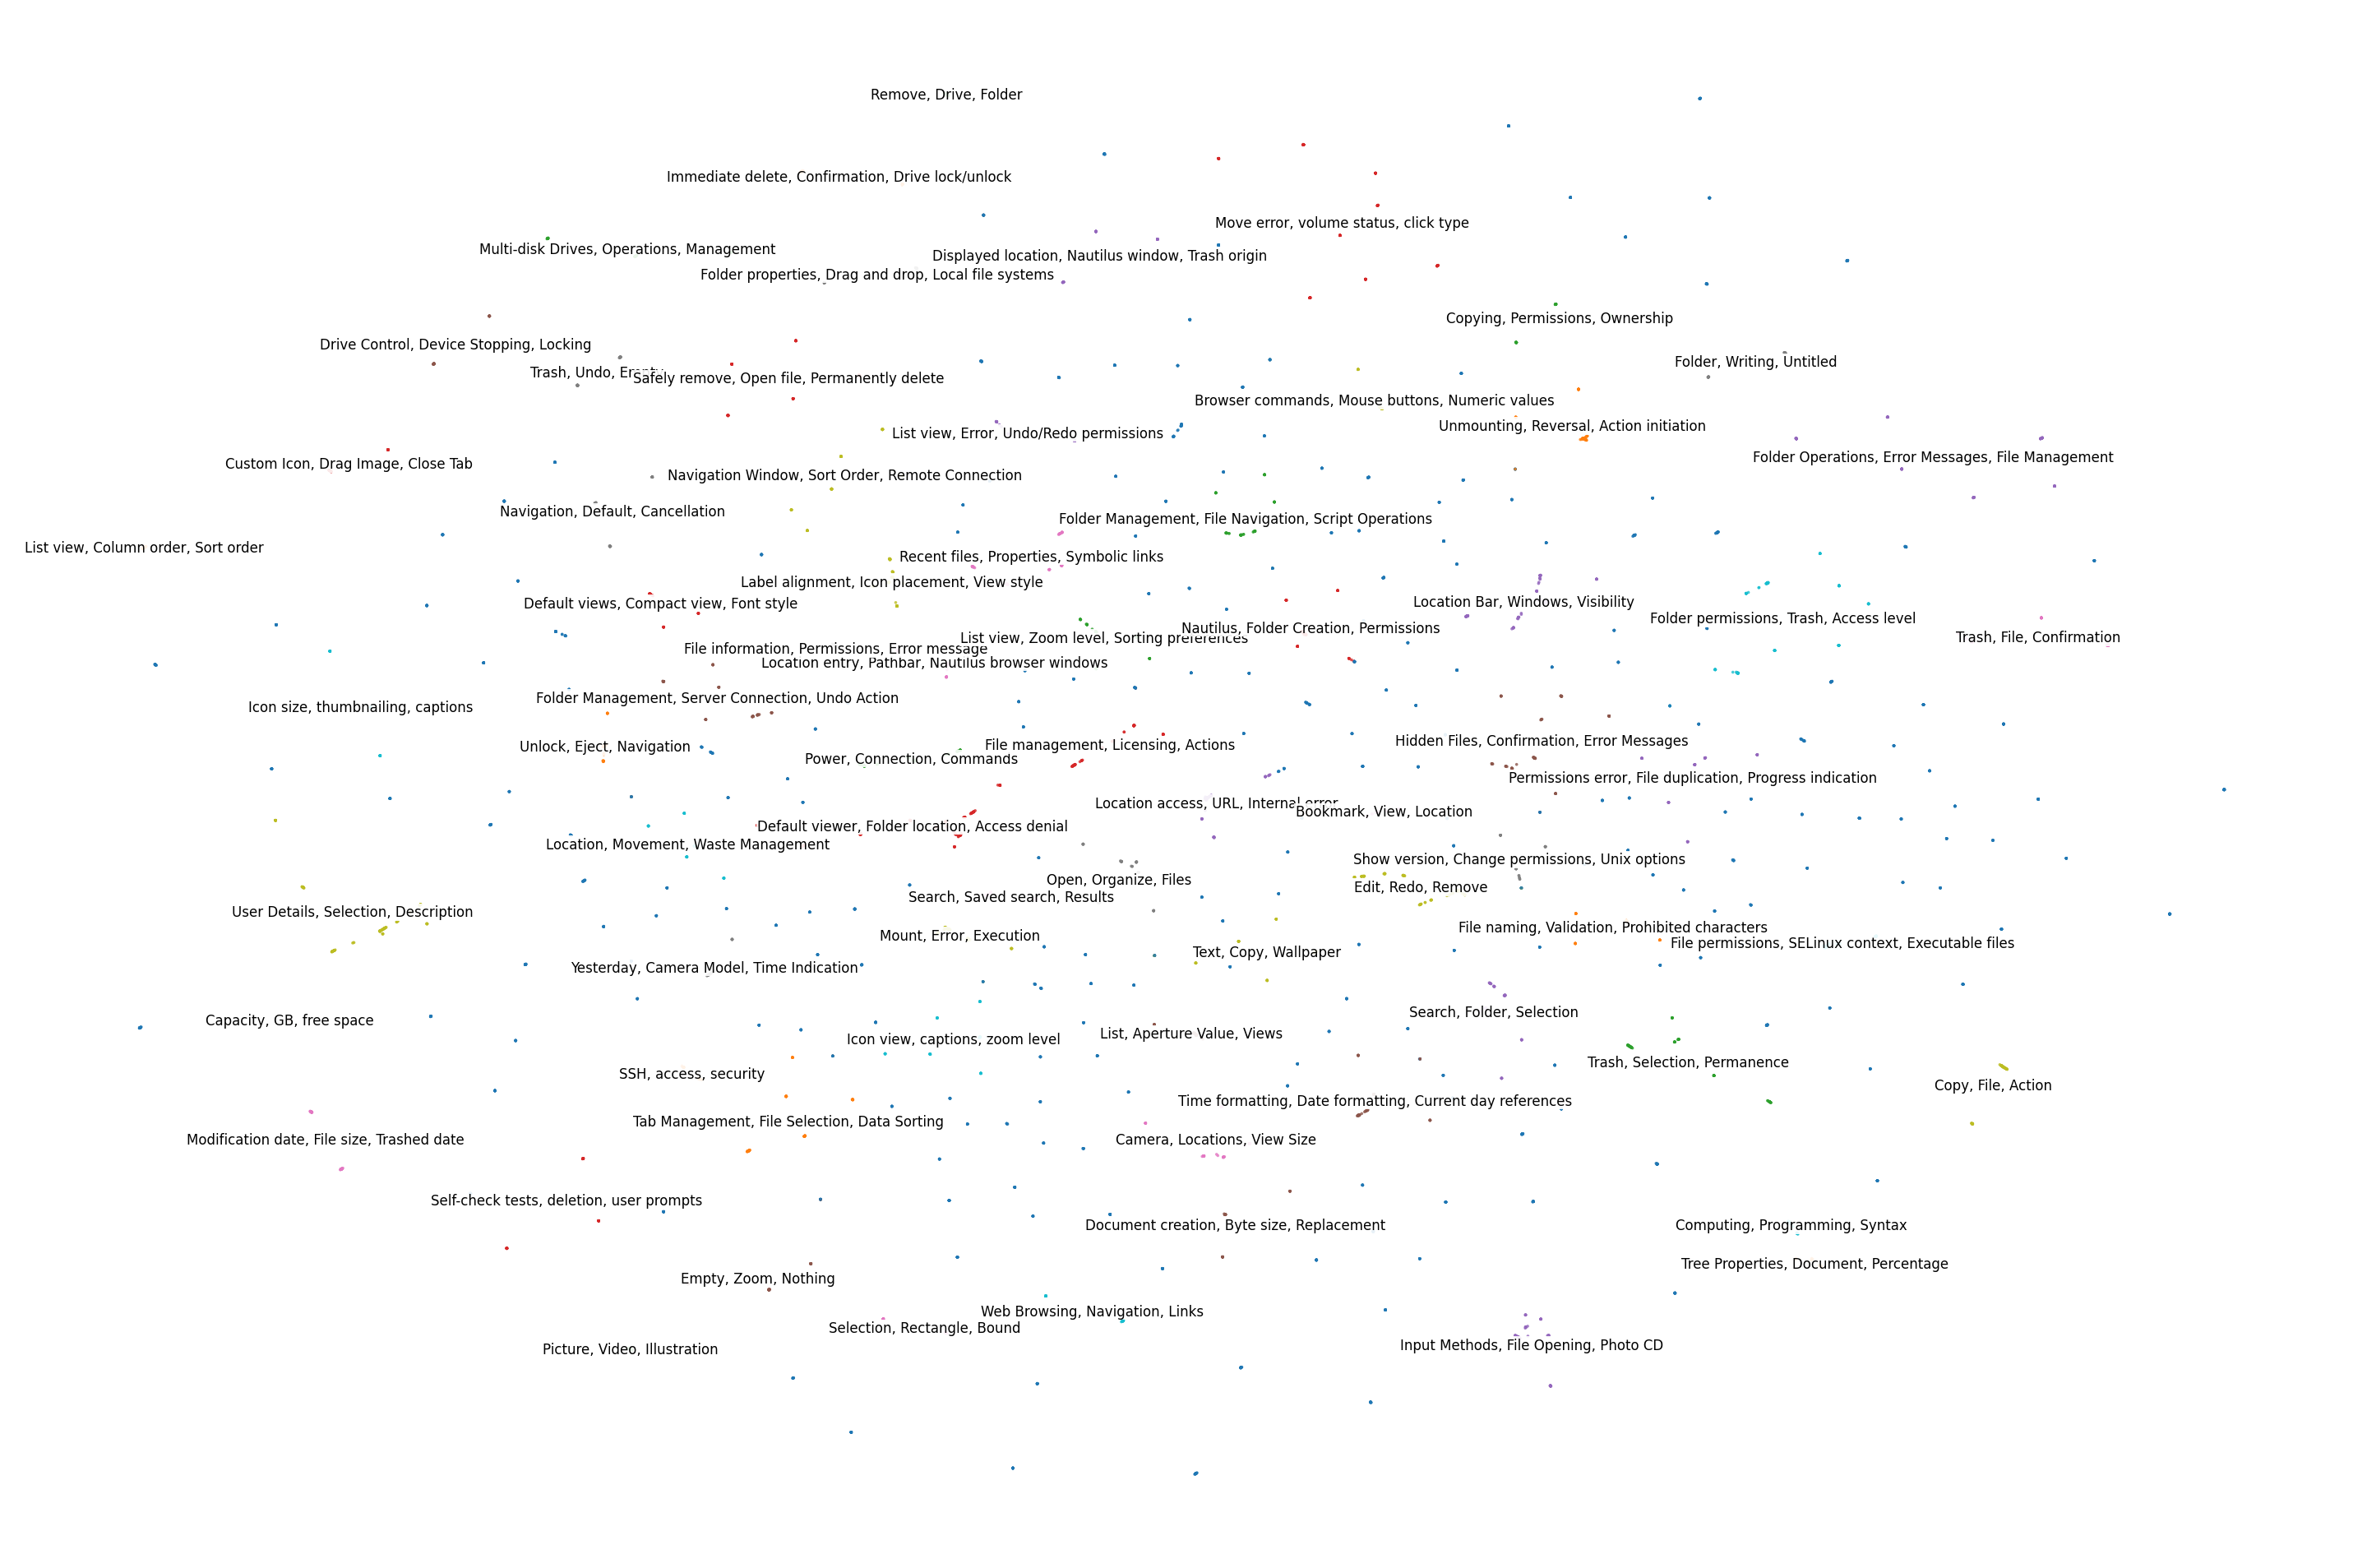 Remove, Drive, Folder
Immediate delete, Confirmation, Drive lock/unlock
Move error, volume status, click type
Multi-disk Drives, Operations, Management
Displayed location, Nautilus window, Trash origin
Folder properties, Drag and drop, Local file systems
Copying, Permissions, Ownership
Drive Control, Device Stopping, Locking
Folder, Writing, Untitled
Trash, Undo,
Safely remove, Open file, Permanently delete
Browser commands, Mouse buttons, Numeric values
Unmounting, Reversal, Action initiation
List view, Error, Undo/Redo permissions
Folder Operations, Error Messages, File Management
Custom Icon, Drag Image, Close Tab
Navigation Window, Sort Order, Remote Connection
Navigation, Default, Cancellation
Folder Management, File Navigation, Script Operations
List view, Column order, Sort order
Recent files, Properties, Symbolic links
Label alignment, Icon placement, View style
Default views, Compact view, Font style
Location Bar, Windows, Visibility
Folder permissions, Trash, Access level
Nautilus, Folder Creation, Permissions
List view, Zoom level, Sorting preferences
Trash, File, Confirmation
File information, Permissions, Error message
Location entry, Pathbar, Nautilus browser windows
Folder Management, Server Connection, Undo Action
Icon size, thumbnailing, captions
Hidden Files, Confirmation, Error Messages
File management, Licensing, Actions
Unlock, Eject, Navigation
Power, Connection, Commands
Permissions error, File duplication, Progress indication
Location access, URL, Internal error
Bookmark, View, Location
Default viewer, Folder location, Access denial
Location, Movement, Waste Management
Show version, Change permissions, Unix options
Open, Organize, Files
Edit, Redo, Remove
Search, Saved search, Results
User Details, Selection, Description
File naming, Validation, Prohibited characters
Mount, Error, Execution
File permissions, SELinux context, Executable files
Text, Copy, Wallpaper
Yesterday, Camera Model, Time Indication
Search, Folder, Selection
Capacity, GB, free space
List, Aperture Value, Views
Icon view, captions, zoom level
Trash, Selection, Permanence
SSH, access, security
Copy, File, Action
Time formatting, Date formatting, Current day references
Tab Management, File Selection, Data Sorting
Modification date, File size, Trashed date
Camera, Locations, View Size
Self-check tests, deletion, user prompts
Document creation, Byte size, Replacement
Computing, Programming, Syntax
Tree Properties, Document, Percentage
Empty, Zoom, Nothing
Web Browsing, Navigation, Links
Selection, Rectangle, Bound
Input Methods, File Opening, Photo CD
Picture, Video, Illustration